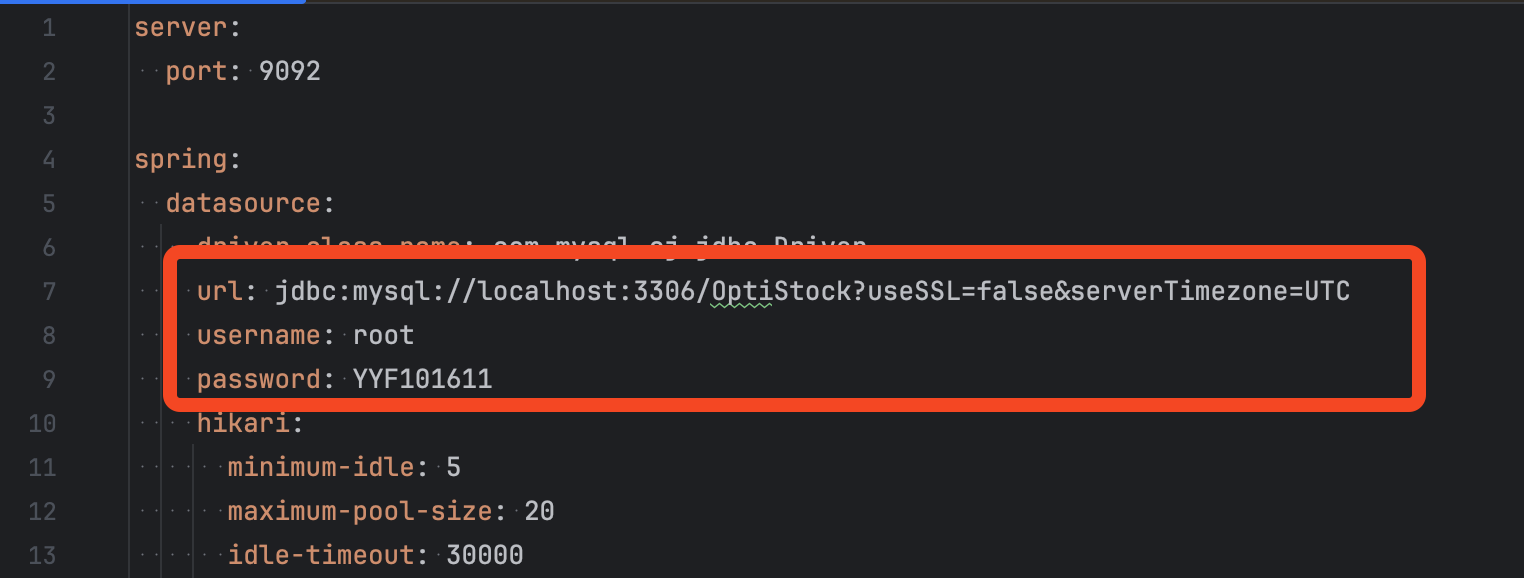 1 server:
2 port: 9092
3
4 spring:
5 datasource:
6 driver-class-name: com.mysql.cj.jdbc.Driver
7 url: jdbc:mysql://localhost:3306/OptiStock?useSSL=false&serverTimezone=UTC
8 username: root
9 password: YYF101611
10 hikari:
11 minimum-idle: 5
12 maximum-pool-size: 20
13 idle-timeout: 30000